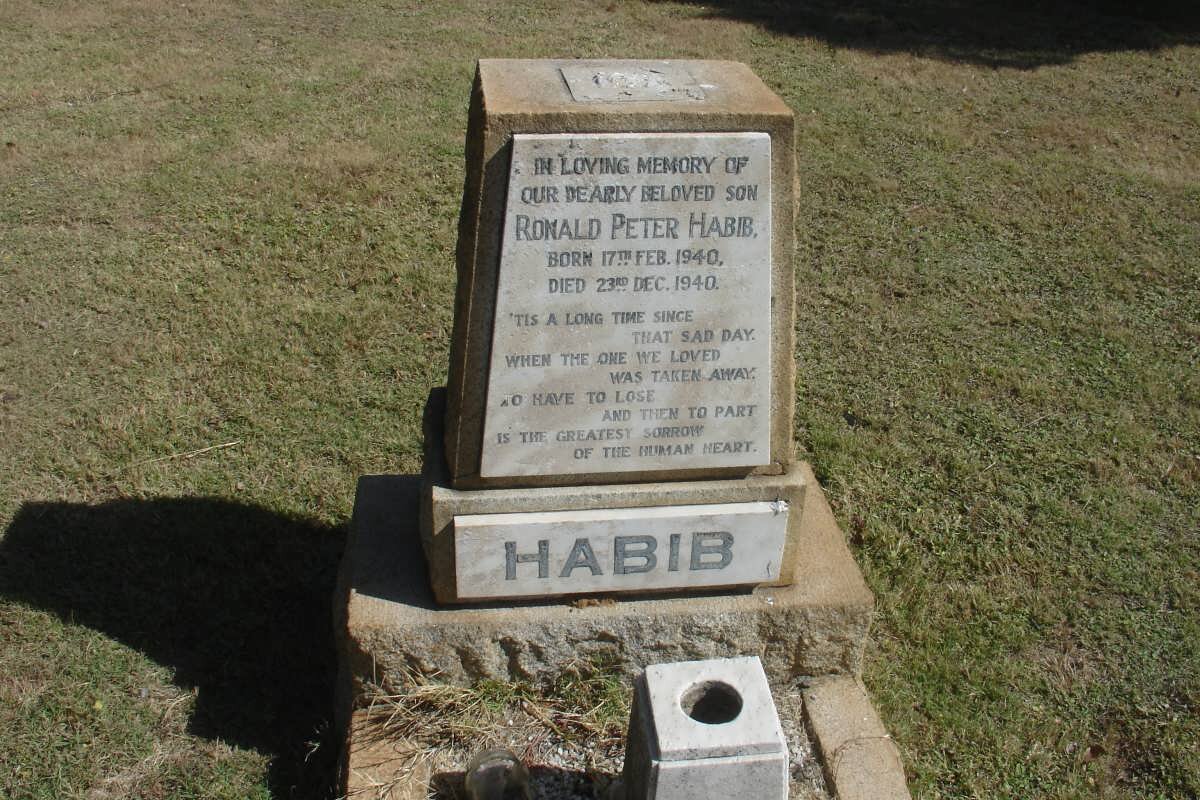 IN LOVING MEMORY OF
OUR DEARLY BELOVED SON
RONALD PETER HABIB,
BORN 17TH FEB. 1940,
DIED 23RD DEC. 1940.
'TIS A LONG TIME SINCE
THAT SAD DAY.
WHEN THE ONE WE LOVED
WAS TAKEN AWAY.
TO HAVE TO LOSE
AND THEN TO PART
IS THE GREATEST SORROW
OF THE HUMAN HEART.
HABIB